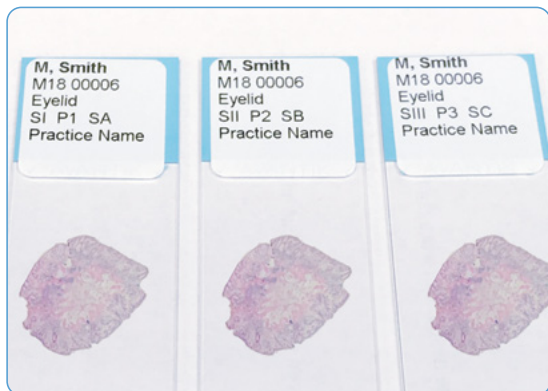 M, Smith
M18 00006
Eyelid
SI P1 SA
Practice Name
M, Smith
M18 00006
Eyelid
SII P2 SB
Practice Name
M, Smith
M18 00006
Eyelid
SIII P3 SC
Practice Name